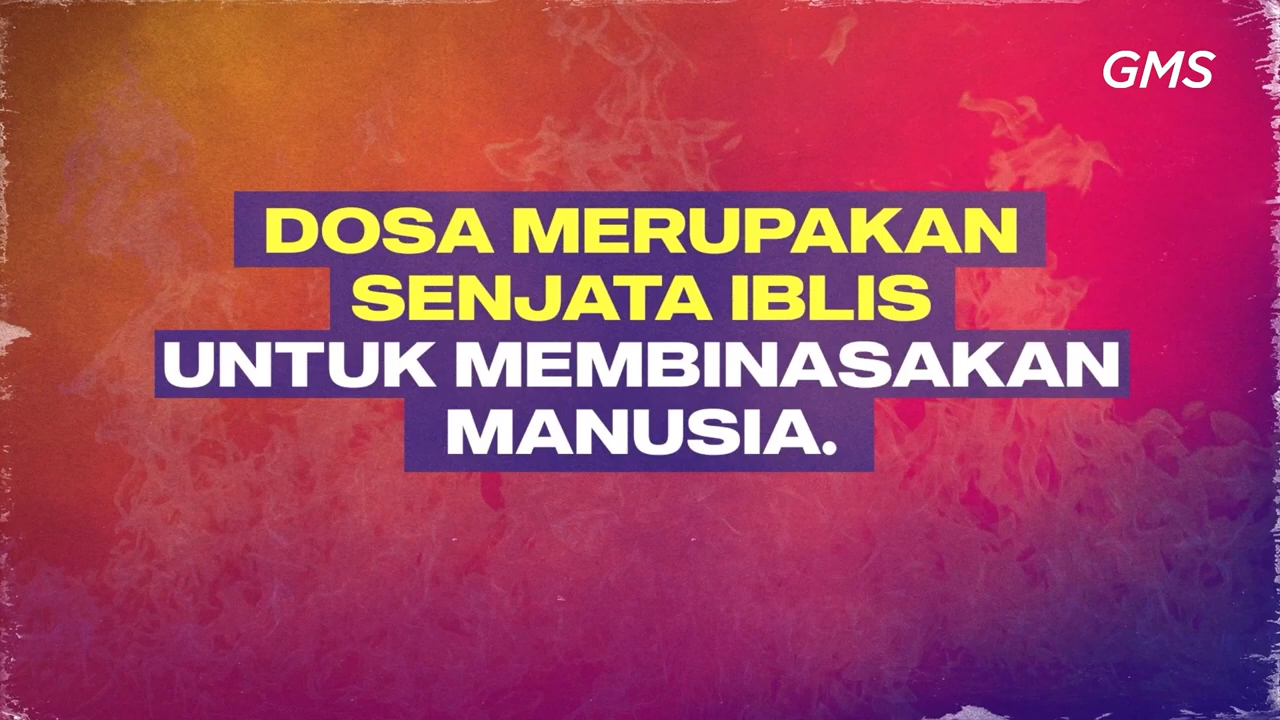 GMS
DOSA MERUPAKAN
SENJATA IBLIS
UNTUK MEMBINASAKAN
MANUSIA.